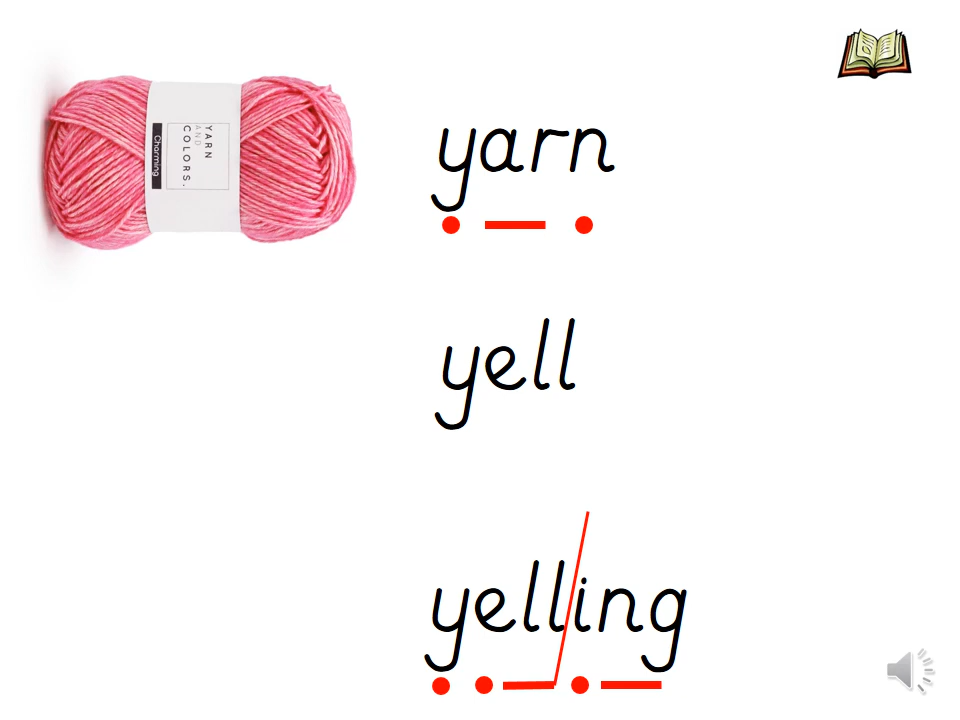 YARN
AND
COLORS.
Charming
yarn
yell
yelling